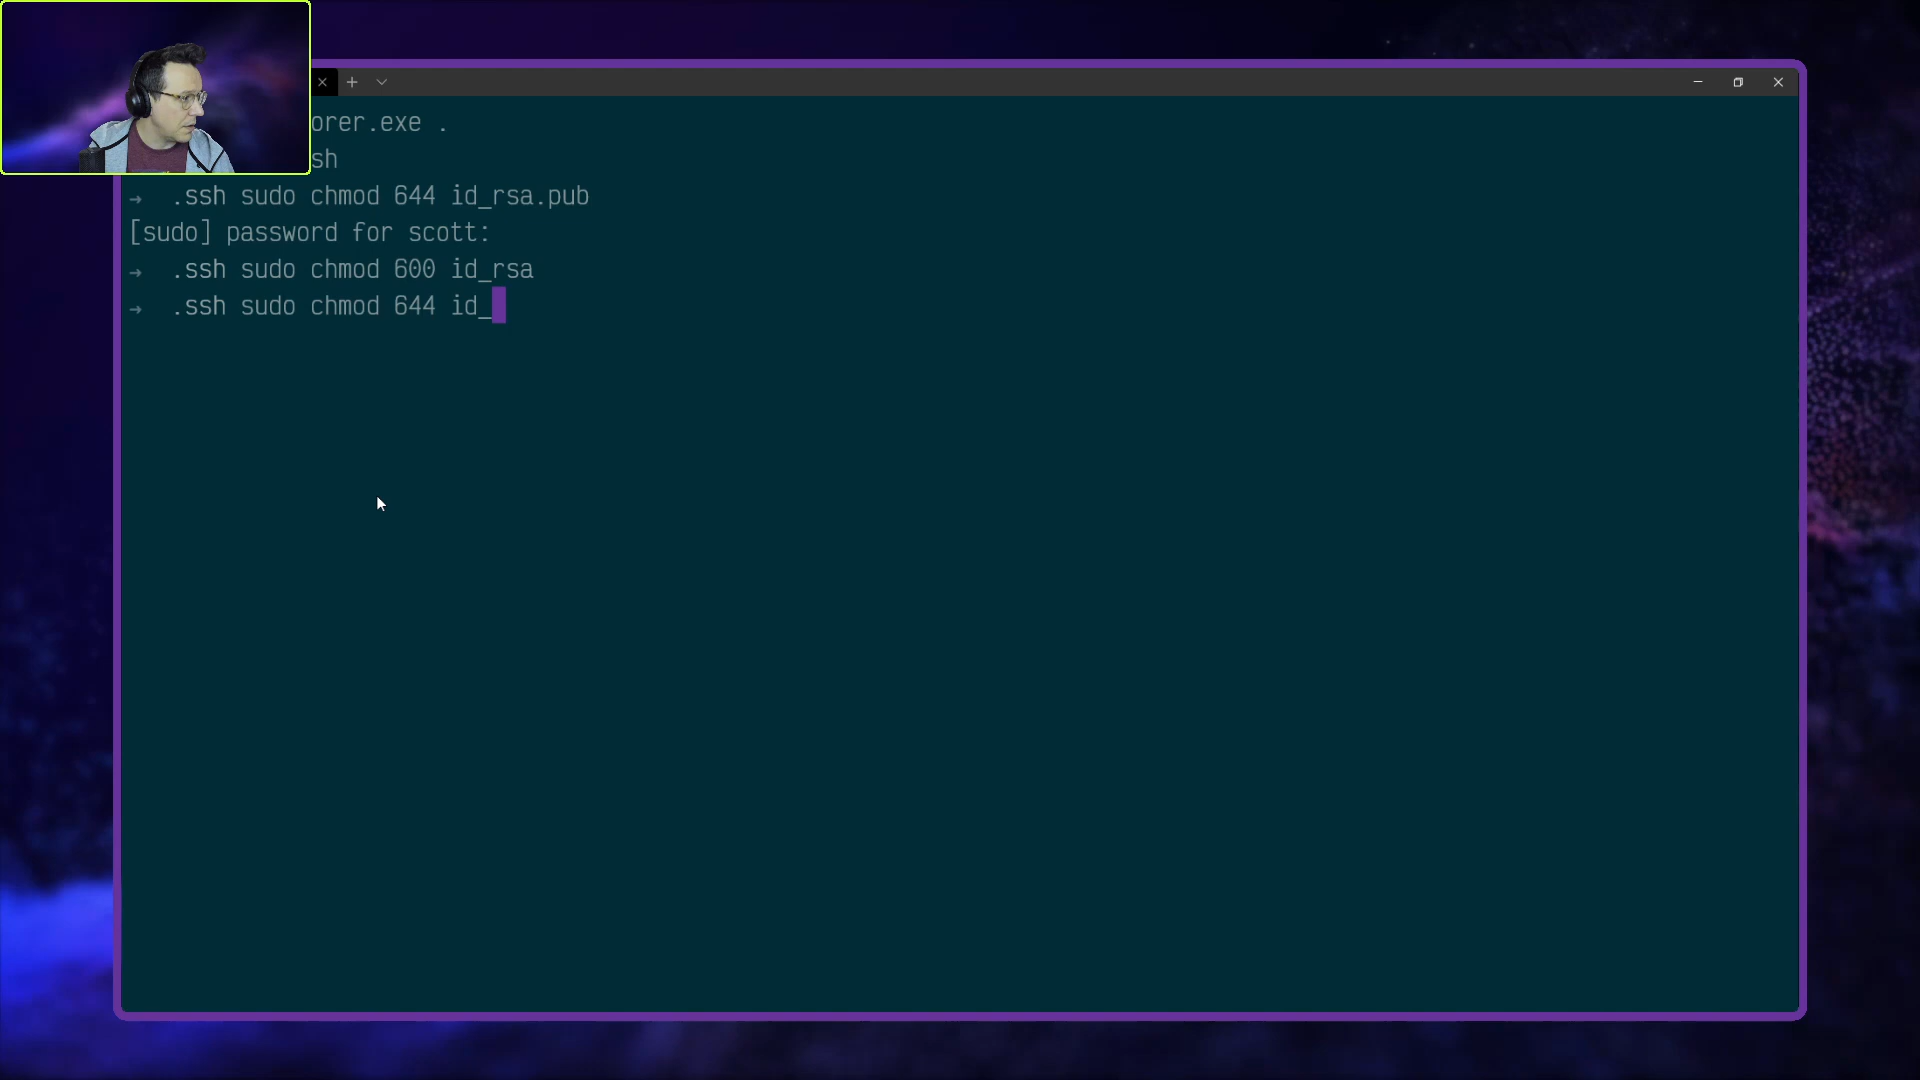 orer.exe .
sh
→ .ssh sudo chmod 644 id_rsa.pub
[sudo] password for scott:
→ .ssh sudo chmod 600 id_rsa
→ .ssh sudo chmod 644 id_